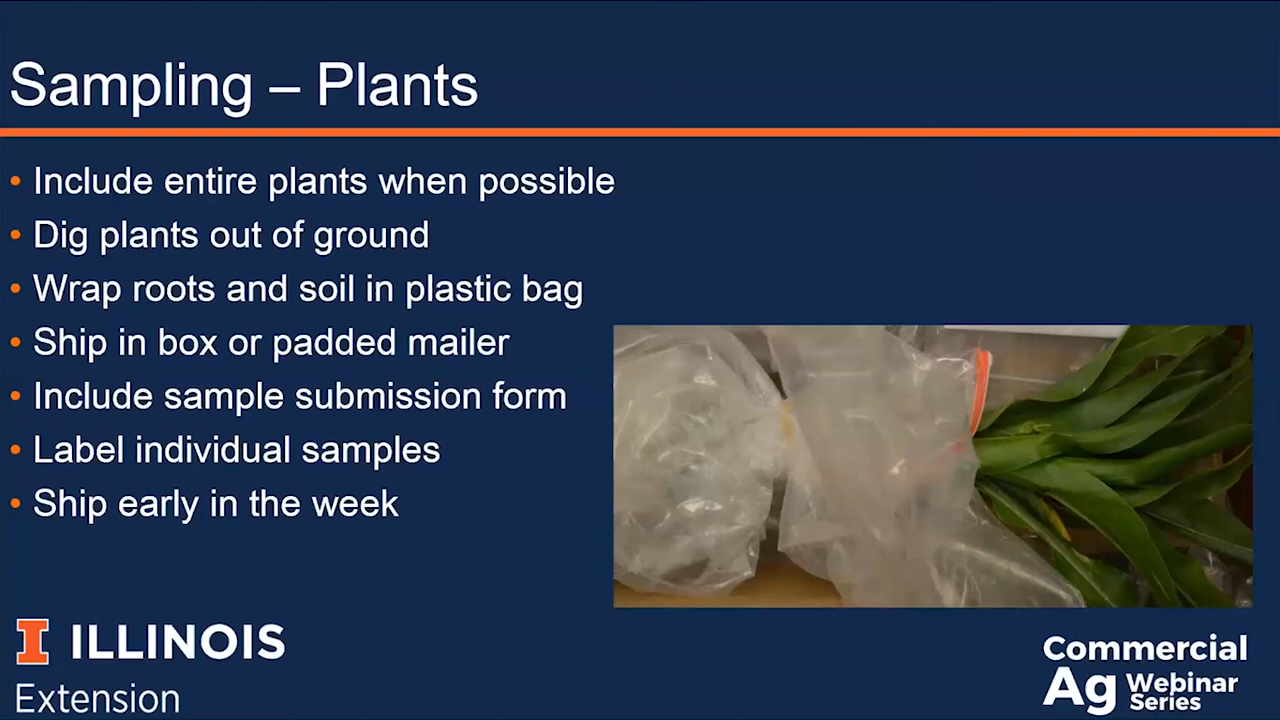 Sampling – Plants
• Include entire plants when possible
• Dig plants out of ground
• Wrap roots and soil in plastic bag
• Ship in box or padded mailer
• Include sample submission form
• Label individual samples
• Ship early in the week
I ILLINOIS
Extension
Commercial
Ag Webinar
Series